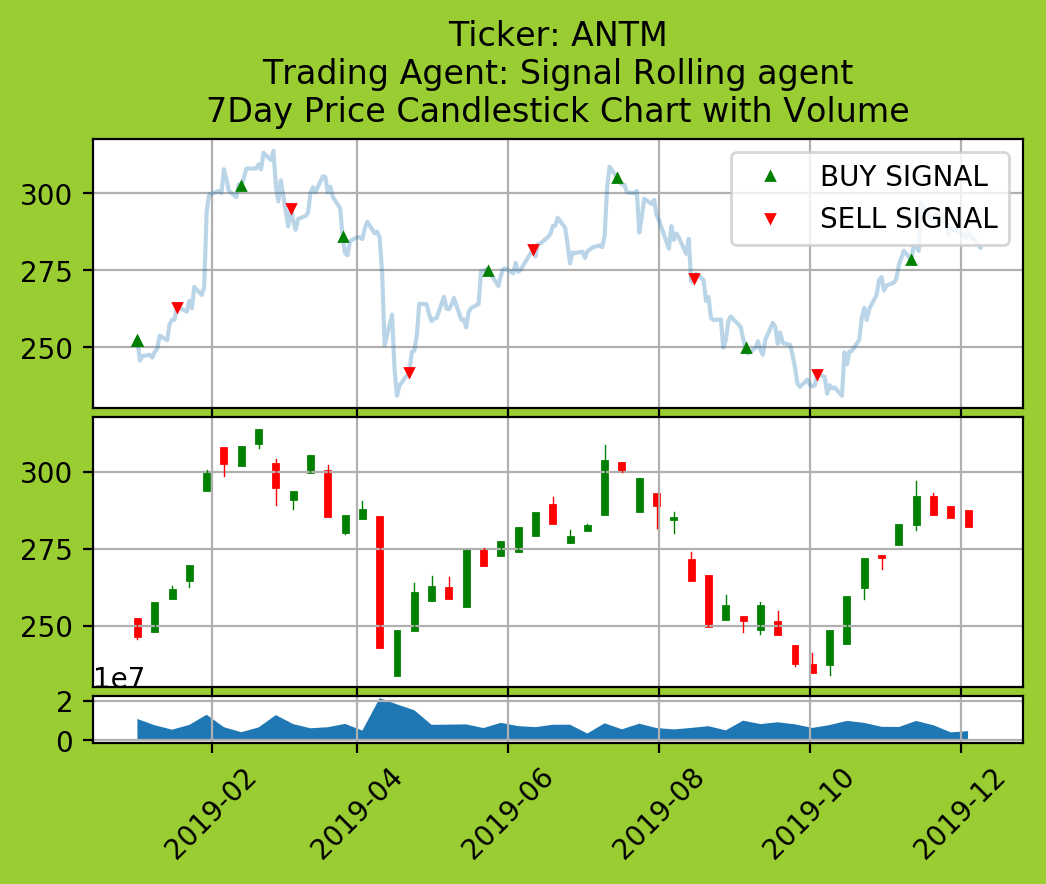 Ticker: ANTM
Trading Agent: Signal Rolling agent
7Day Price Candlestick Chart with Volume
BUY SIGNAL
SELL SIGNAL
300
275
250
300
275
250
1e7
2
0
2019-02
2019-04
2019-06
2019-08
2019-10
2019-12